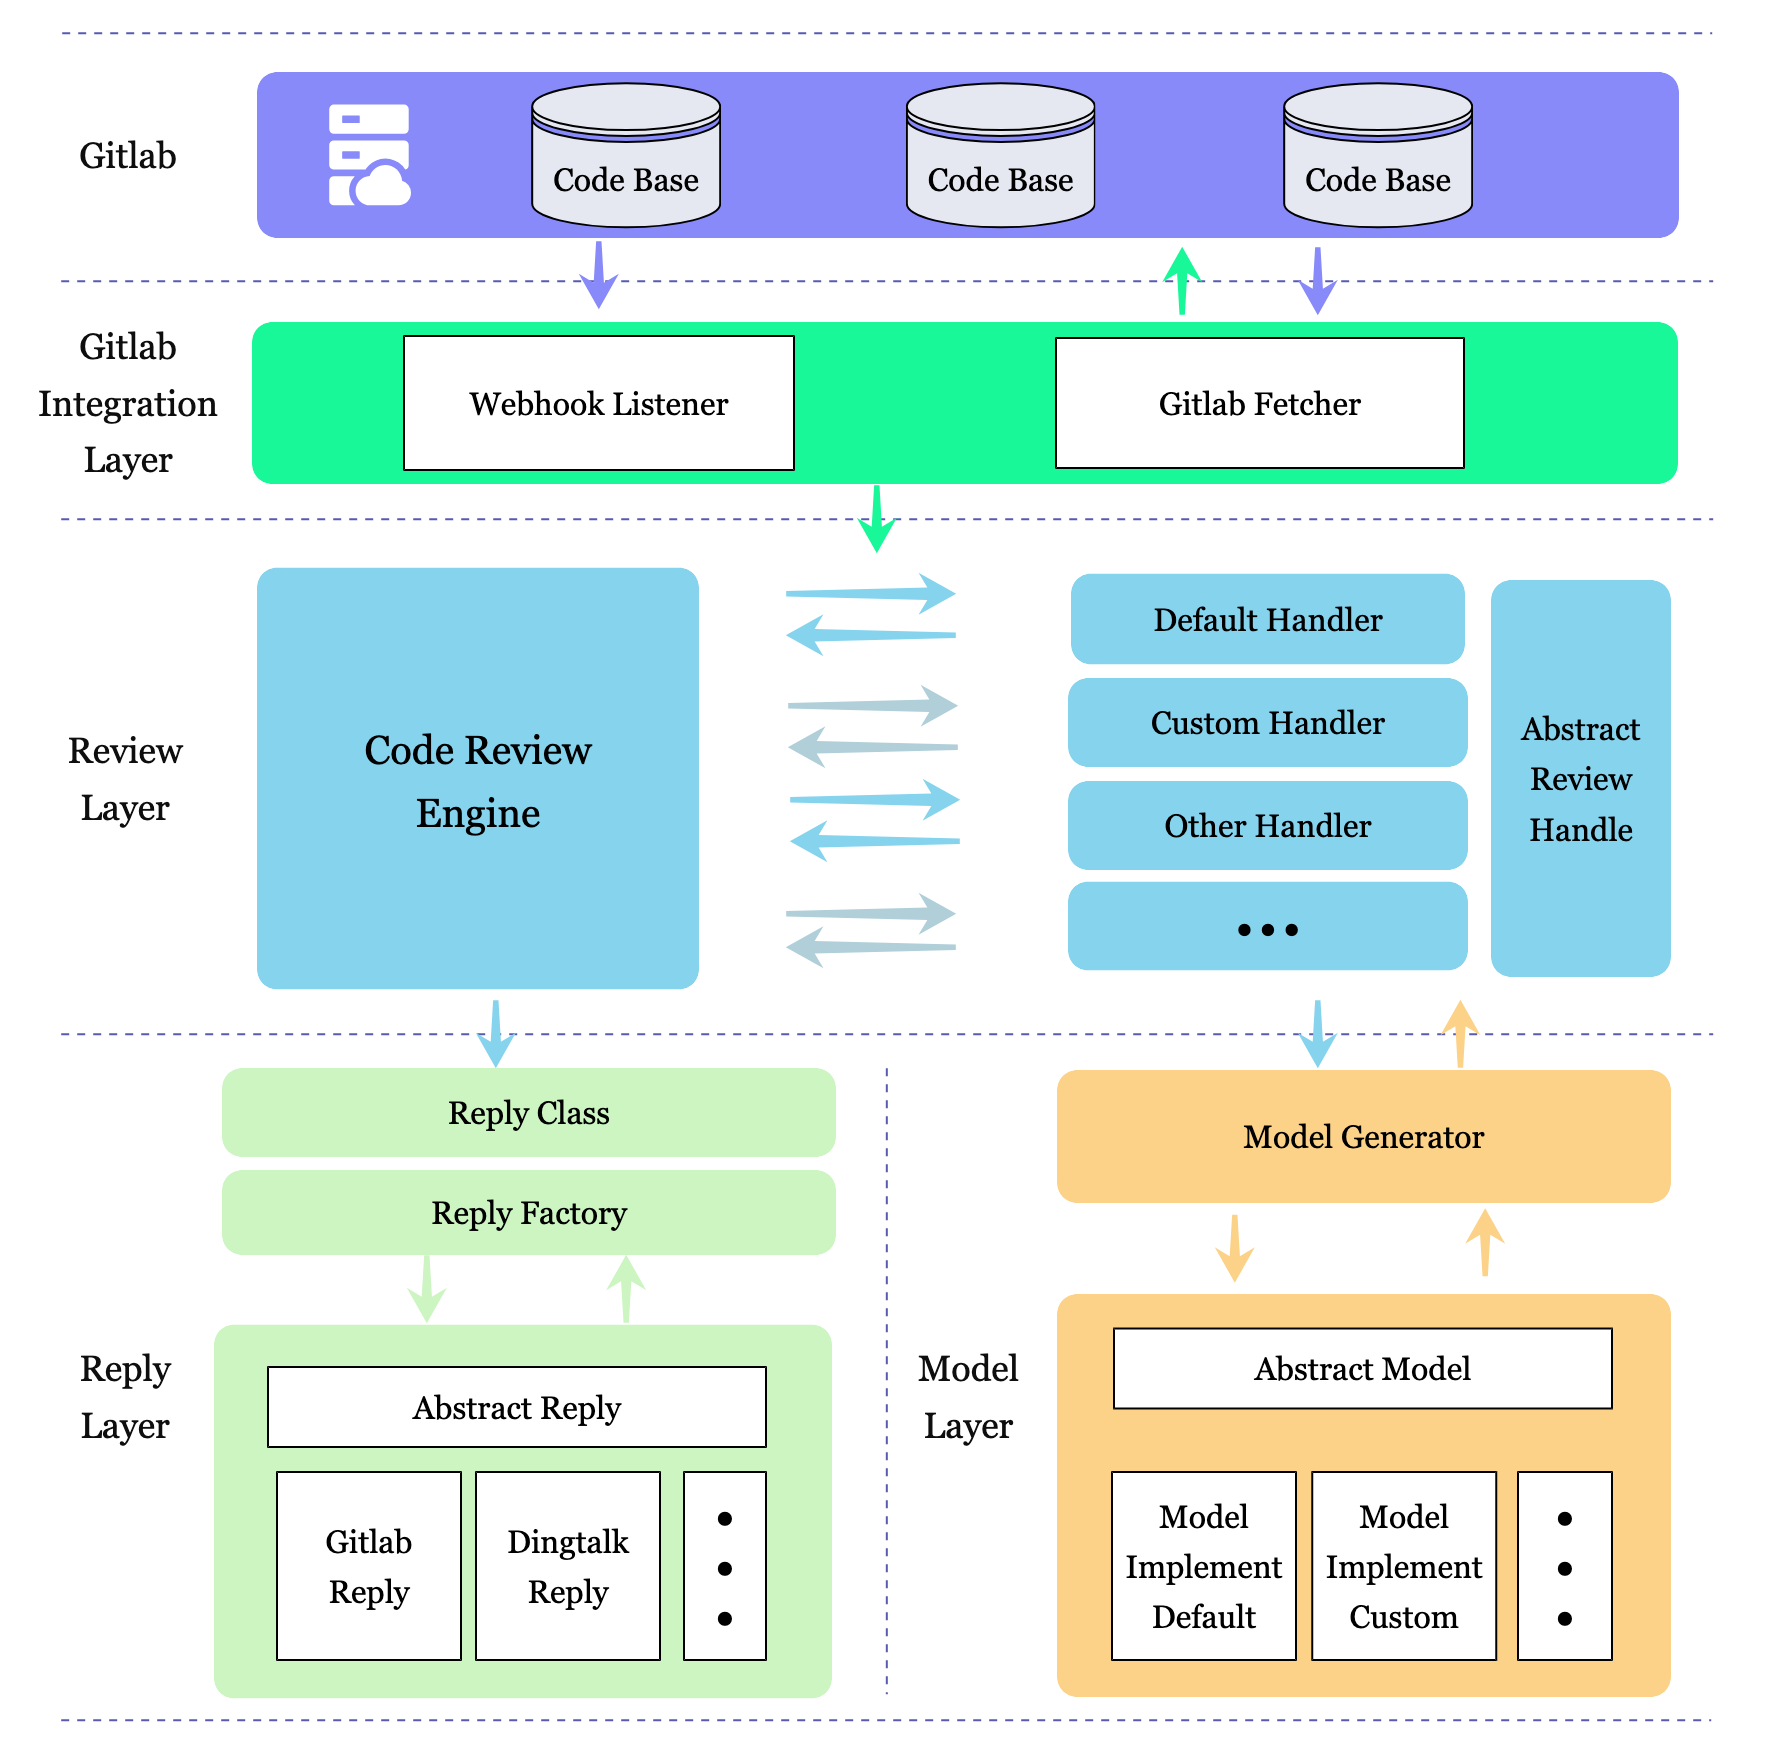 Gitlab
Code Base
Code Base
Code Base
Gitlab
Integration
Layer
Webhook Listener
Gitlab Fetcher
Review
Layer
Code Review
Engine
Default Handler
Custom Handler
Other Handler
•••
Abstract
Review
Handle
Reply Class
Reply Factory
Reply
Layer
Abstract Reply
Gitlab
Reply
Dingtalk
Reply
•
•
•
Model Generator
Model
Layer
Abstract Model
Model
Implement
Default
Model
Implement
Custom
•
•
•